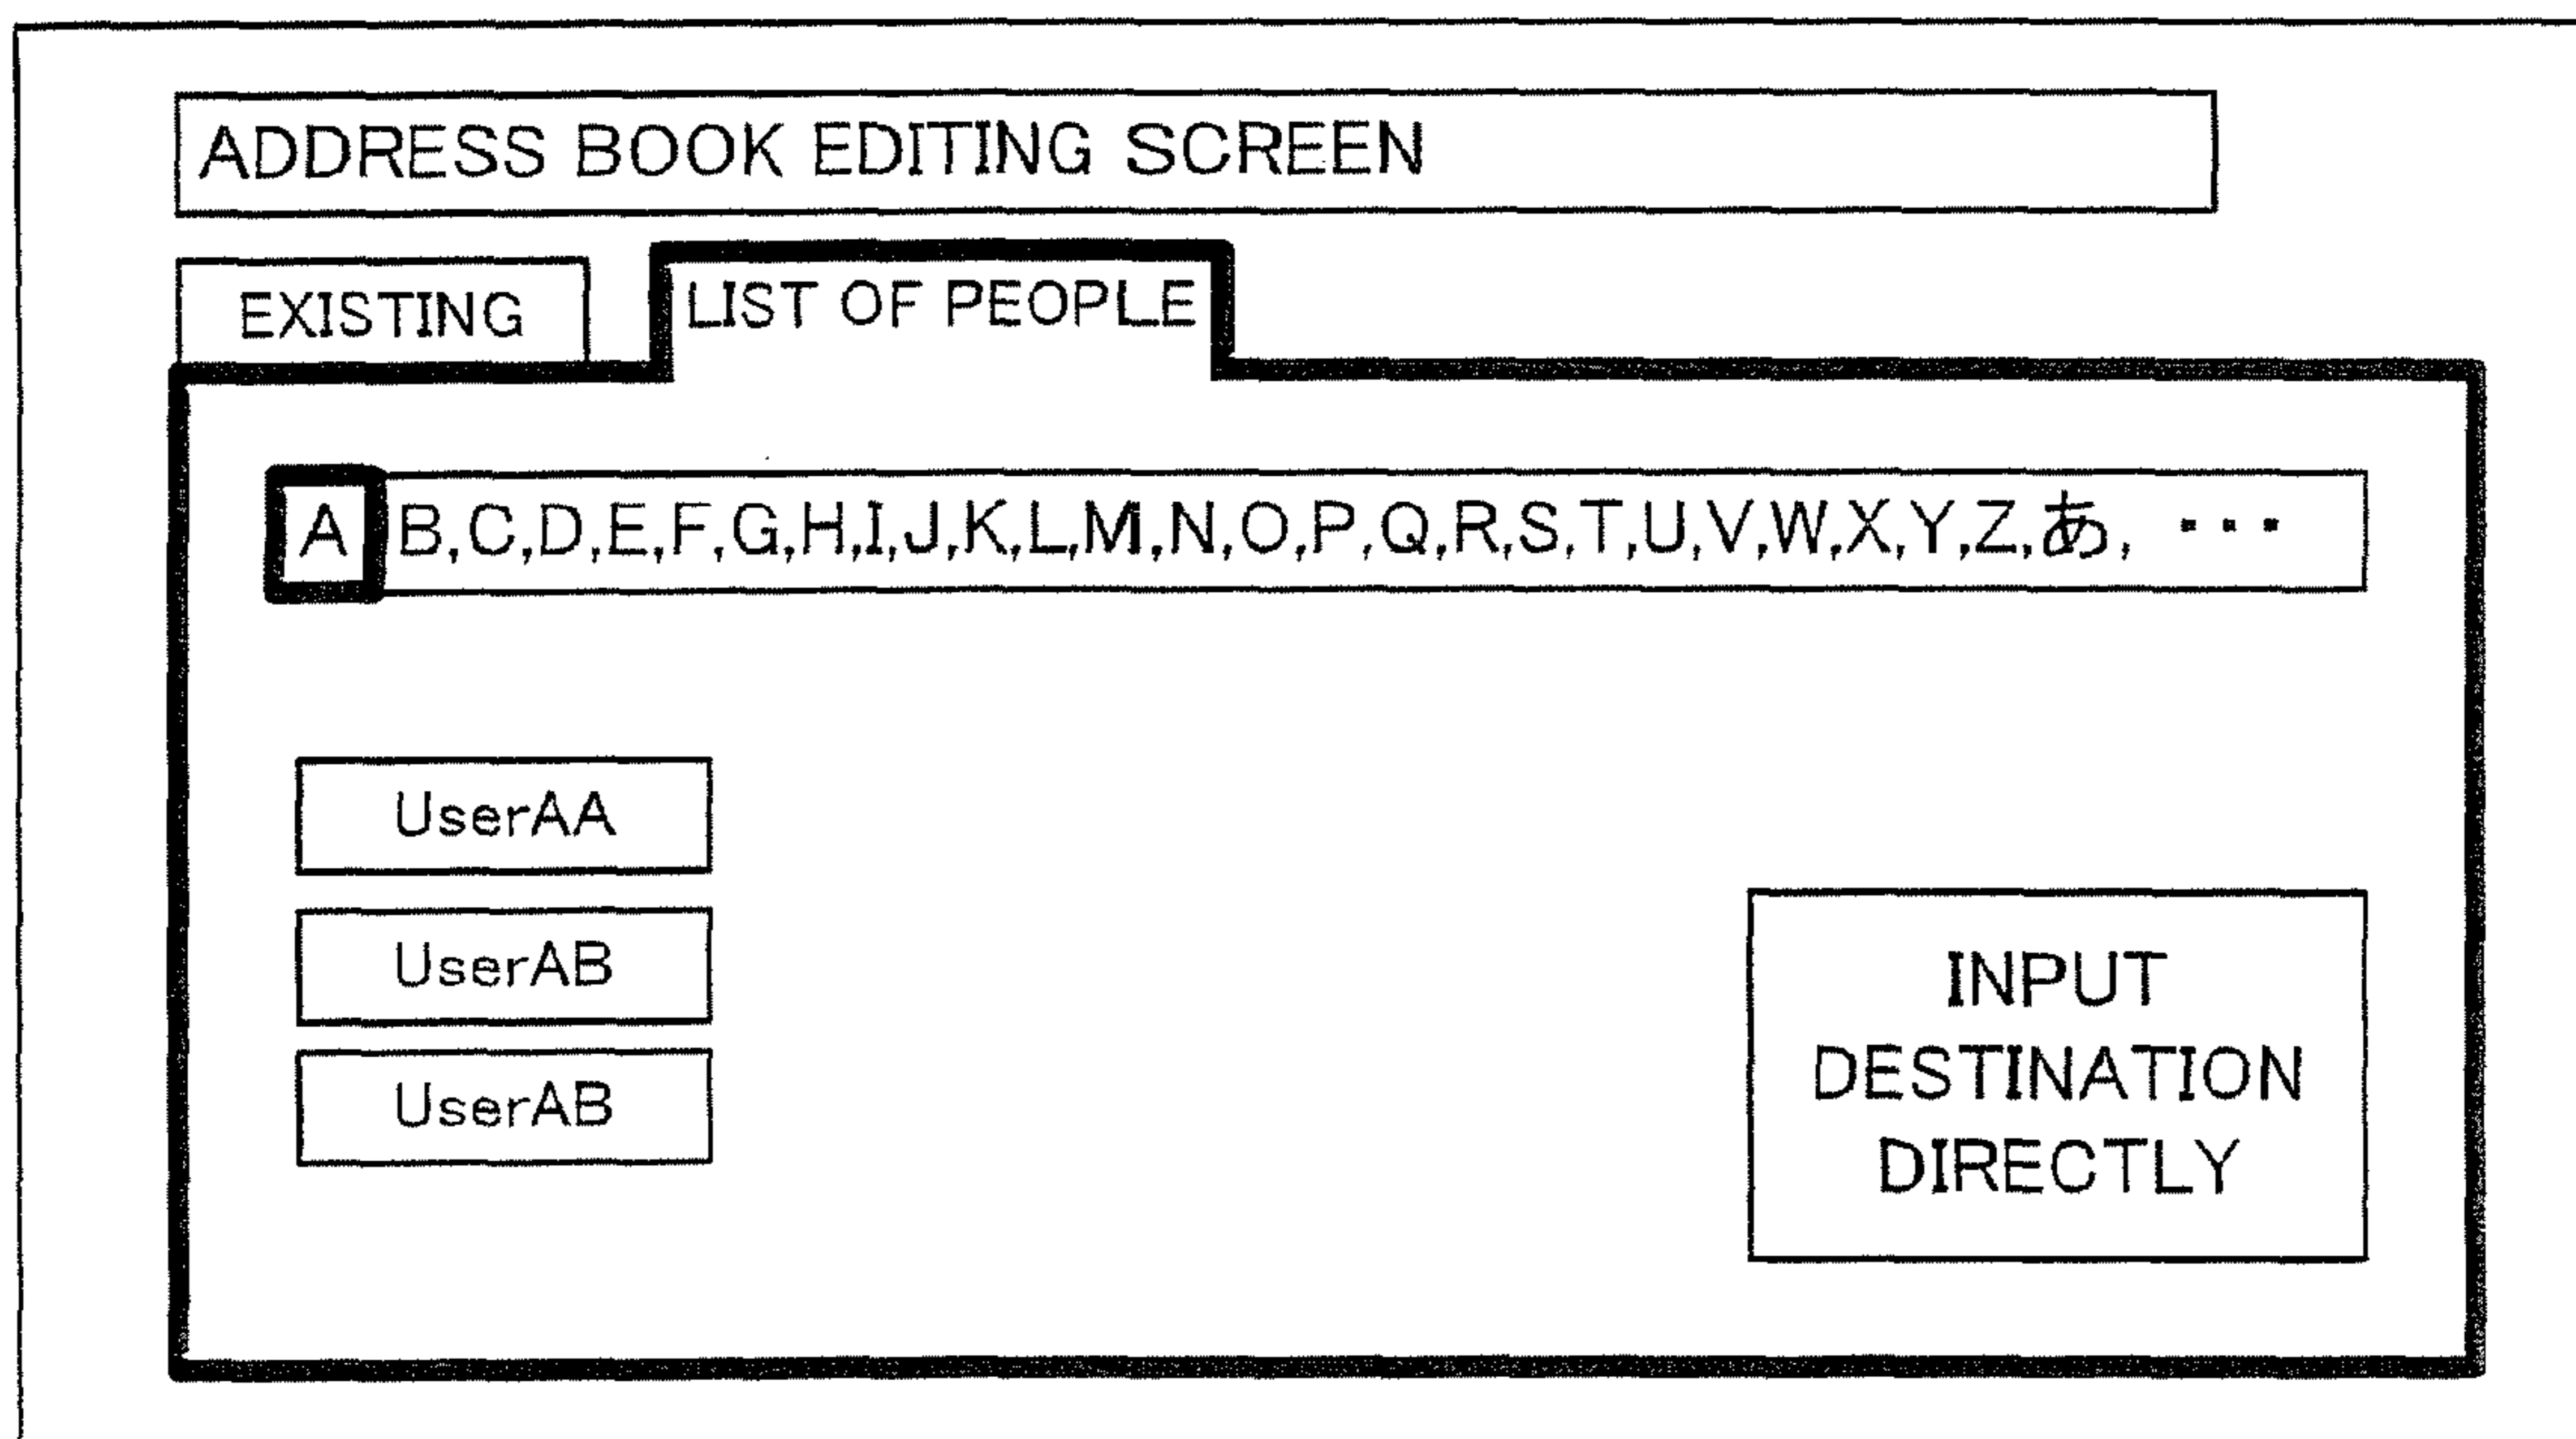 ADDRESS BOOK EDITING SCREEN
EXISTING
LIST OF PEOPLE
A B,C,D,E,F,G,H,I,J,K,L,M,N,O,P,Q,R,S,T,U,V,W,X,Y,Z,あ, ･･･
UserAA
UserAB
UserAB
INPUT
DESTINATION
DIRECTLY